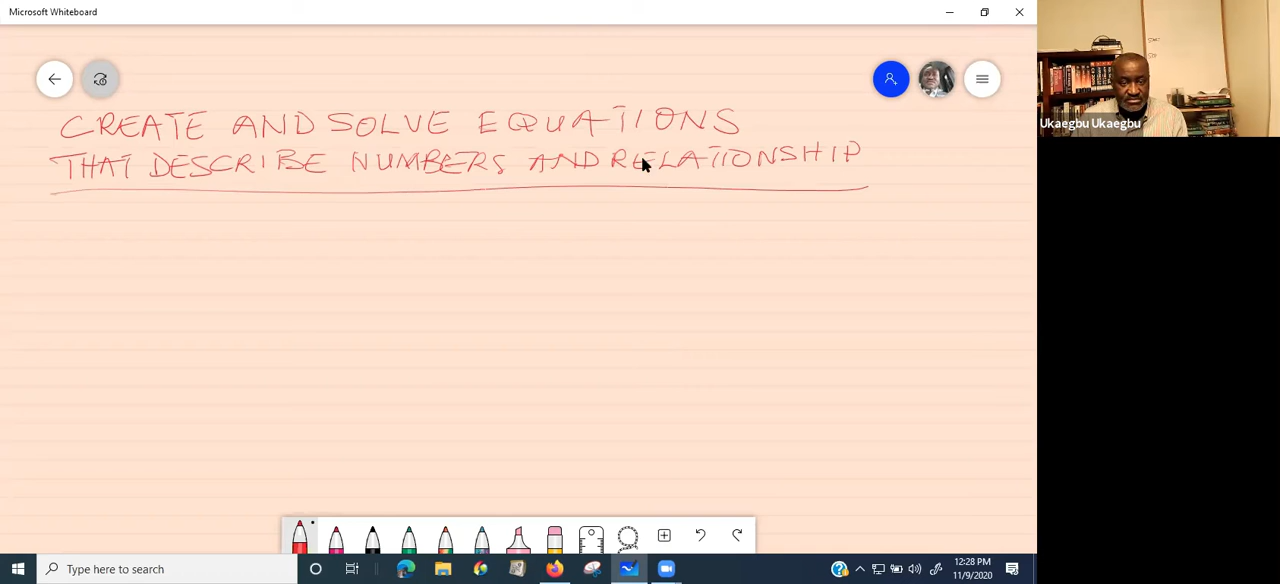 Microsoft Whiteboard
CREATE AND SOLVE EQUATIONS
THAT DESCRIBE NUMBERS AND RELATIONSHIP
Ukaegbu Ukaegbu
Type here to search
12:28 PM
11/9/2020